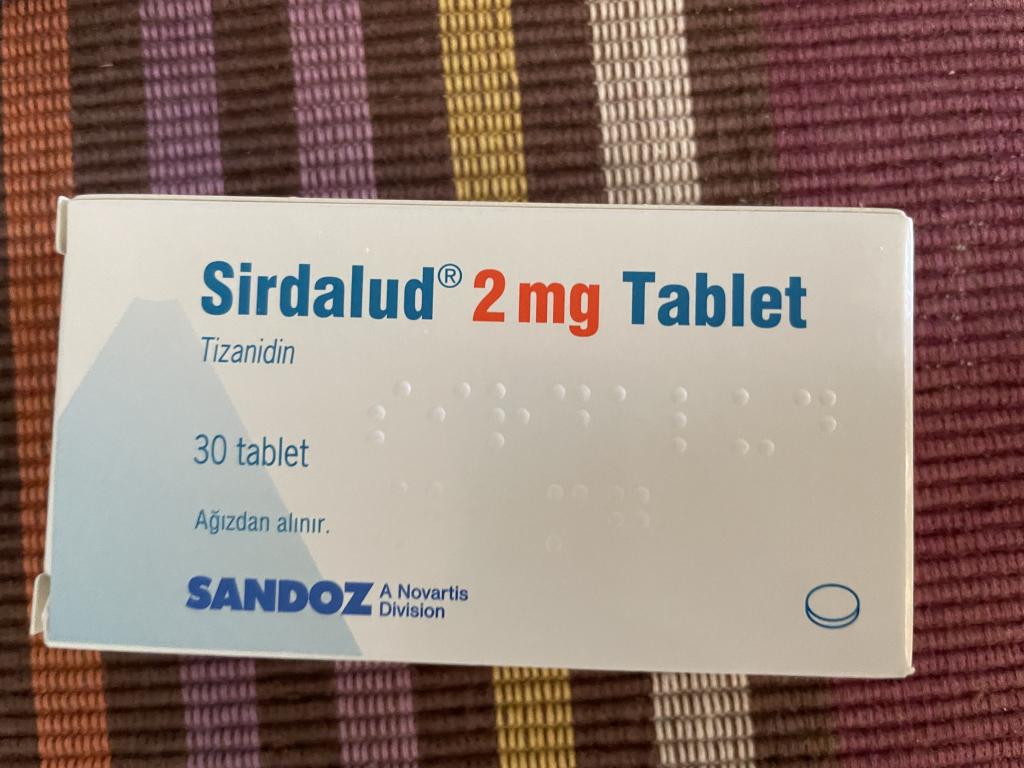 Sirdalud® 2 mg Tablet
Tizanidin
30 tablet
Ağızdan alınır.
SANDOZ A Novartis
Division